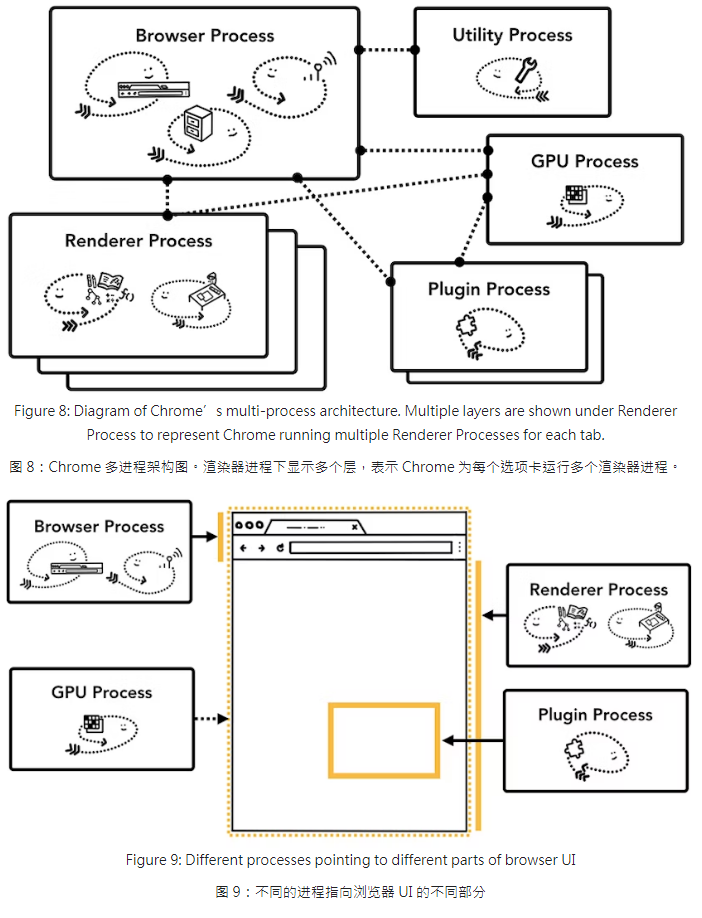 Browser Process
Utility Process
GPU Process
Renderer Process
Plugin Process
Figure 8: Diagram of Chrome's multi-process architecture. Multiple layers are shown under Renderer
Process to represent Chrome running multiple Renderer Processes for each tab.
图 8：Chrome 多进程架构图。渲染器进程下显示多个层，表示 Chrome 为每个选项卡运行多个渲染器进程。
Browser Process
Renderer Process
GPU Process
Plugin Process
Figure 9: Different processes pointing to different parts of browser UI
图 9：不同的进程指向浏览器 UI 的不同部分